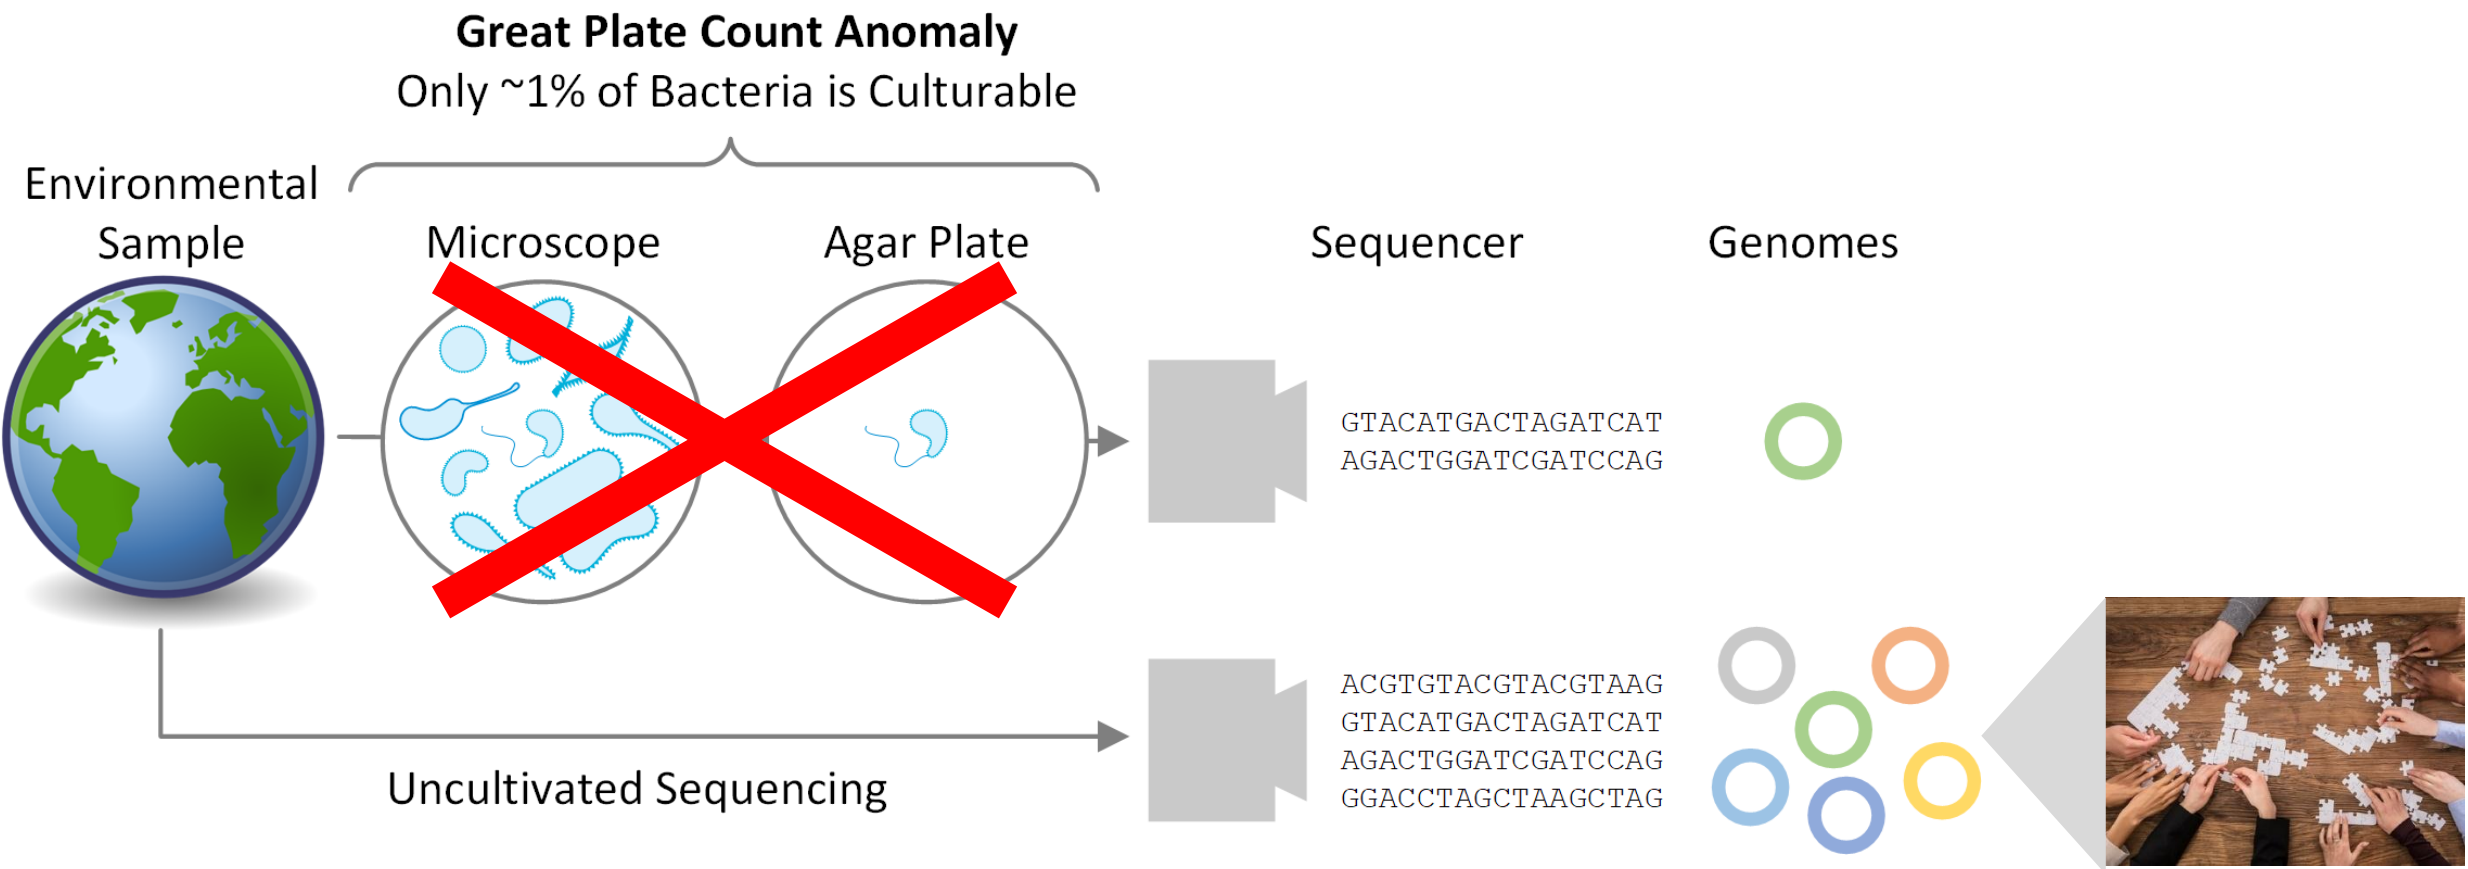 Great Plate Count Anomaly
Only ~1% of Bacteria is Culturable
Environmental
Sample
Microscope
Agar Plate
Sequencer
Genomes
GTACATGACTAGATCAT
AGACTGGATCGATCCAG
Uncultivated Sequencing
ACGTGTACGTACGTAAG
GTACATGACTAGATCAT
AGACTGGATCGATCCAG
GGACCTAGCTAAGCTAG